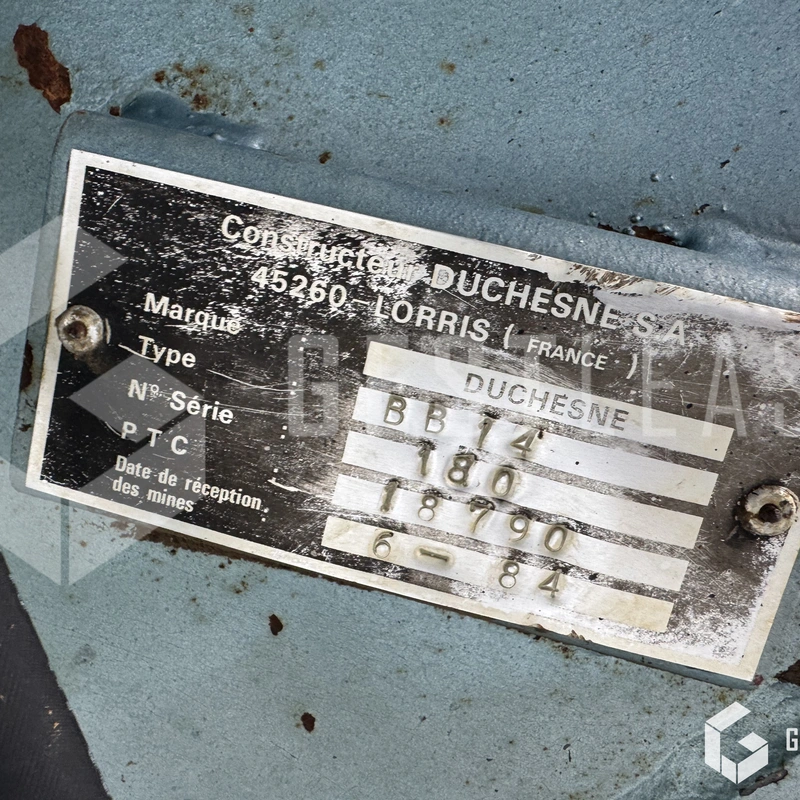 Constructeur DUCHESNE S.A
45260 - LORRIS ( FRANCE )
Marque DUCHESNE
Type BB 14
N° Série 180
P T C 18790
Date de réception
des mines 6 - 84
G